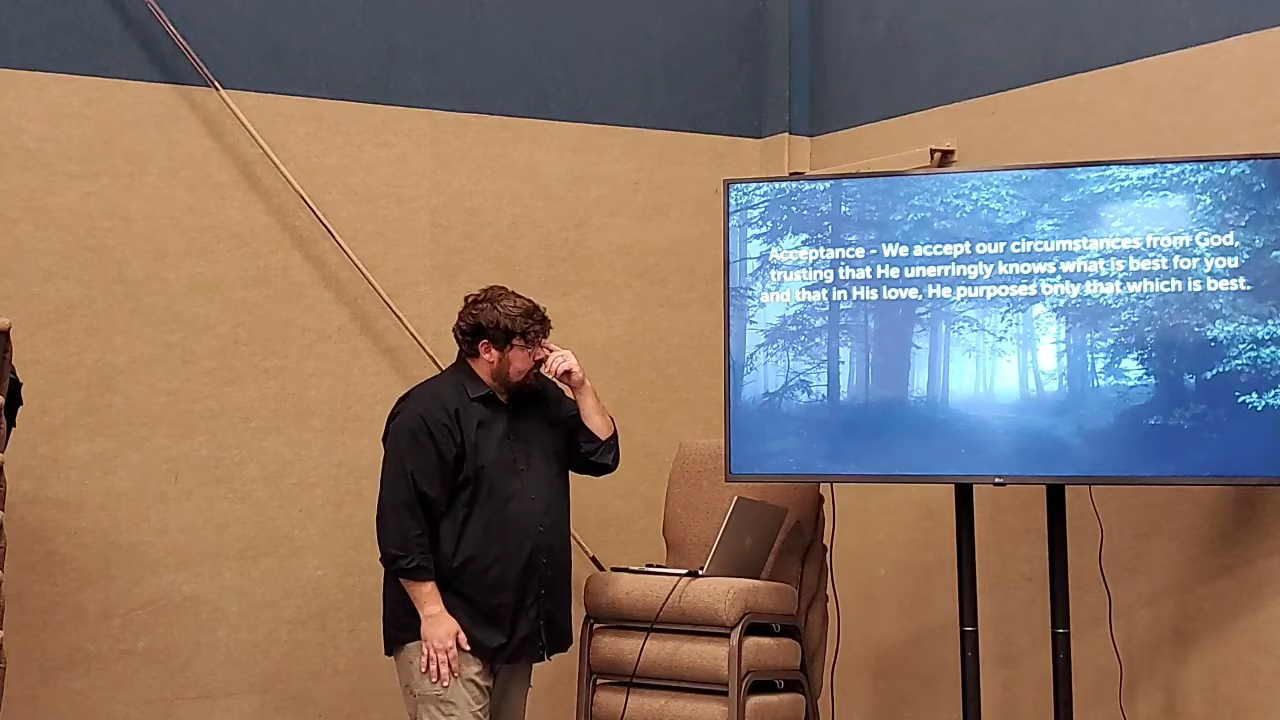 Acceptance - We accept our circumstances from God,
trusting that He unerringly knows what is best for you
and that in His love, He purposes only that which is best.
LG